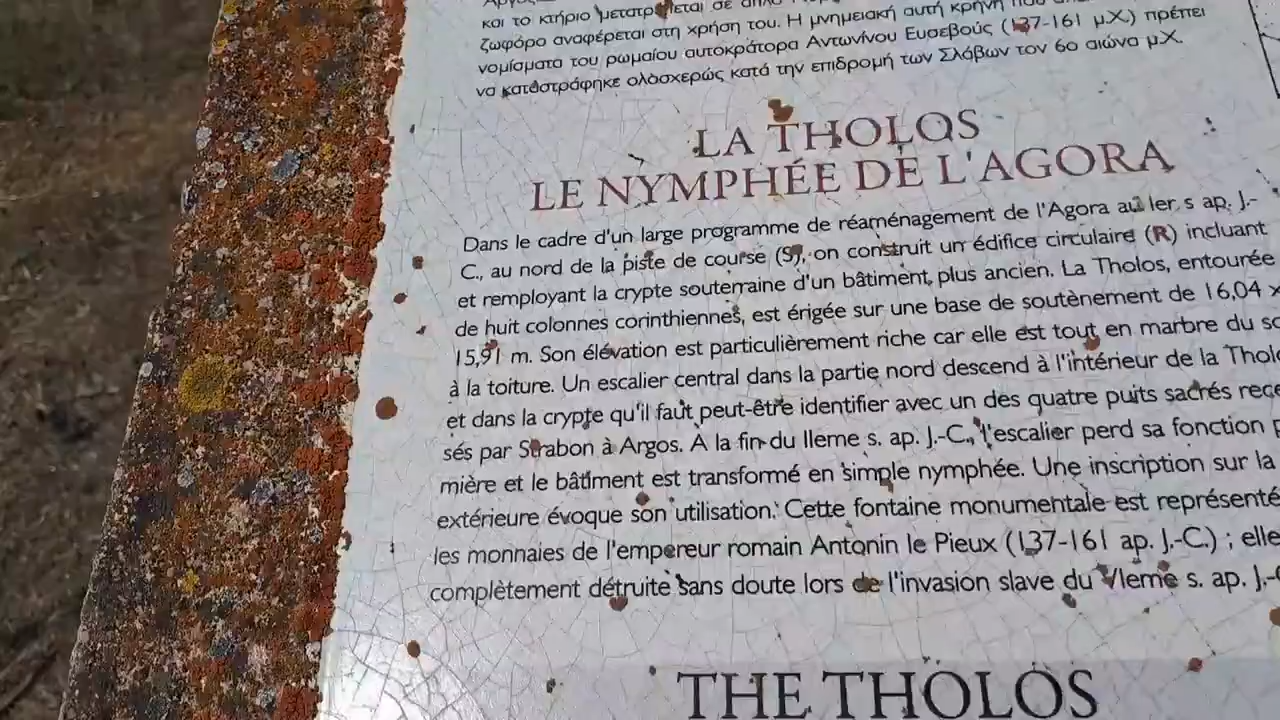 και το κτήριο μετατρέπεται σε απλό
ζωφόρο αναφέρεται στη χρήση του. Η μνημειακή αυτή κρήνη που
νομίσματα του ρωμαίου αυτοκράτορα Αντωνίνου Ευσεβούς (137-161 μ.Χ.) πρέπει
να καταστράφηκε ολοσχερώς κατά την επιδρομή των Σλάβων τον 6ο αιώνα μ.Χ.
LA THOLOS
LE NYMPHÉE DE L'AGORA
Dans le cadre d'un large programme de réaménagement de l'Agora au Ier s ap. J.-
C., au nord de la piste de course (S), on construit un édifice circulaire (R) incluant
et remployant la crypte souterraine d'un bâtiment plus ancien. La Tholos, entourée
de huit colonnes corinthiennes, est érigée sur une base de soutènement de 16,04 x
15,91 m. Son élévation est particulièrement riche car elle est tout en marbre du
à la toiture. Un escalier central dans la partie nord descend à l'intérieur de la
et dans la crypte qu'il faut peut-être identifier avec un des quatre puits sacrés
sés par Strabon à Argos. À la fin du IIeme s. ap. J.-C., l'escalier perd sa fonction
mière et le bâtiment est transformé en simple nymphée. Une inscription sur la
extérieure évoque son utilisation. Cette fontaine monumentale est représenté
les monnaies de l'empereur romain Antonin le Pieux (137-161 ap. J.-C.) ; elle
complètement détruite sans doute lors de l'invasion slave du VIeme s. ap. J.-
THE THOLOS